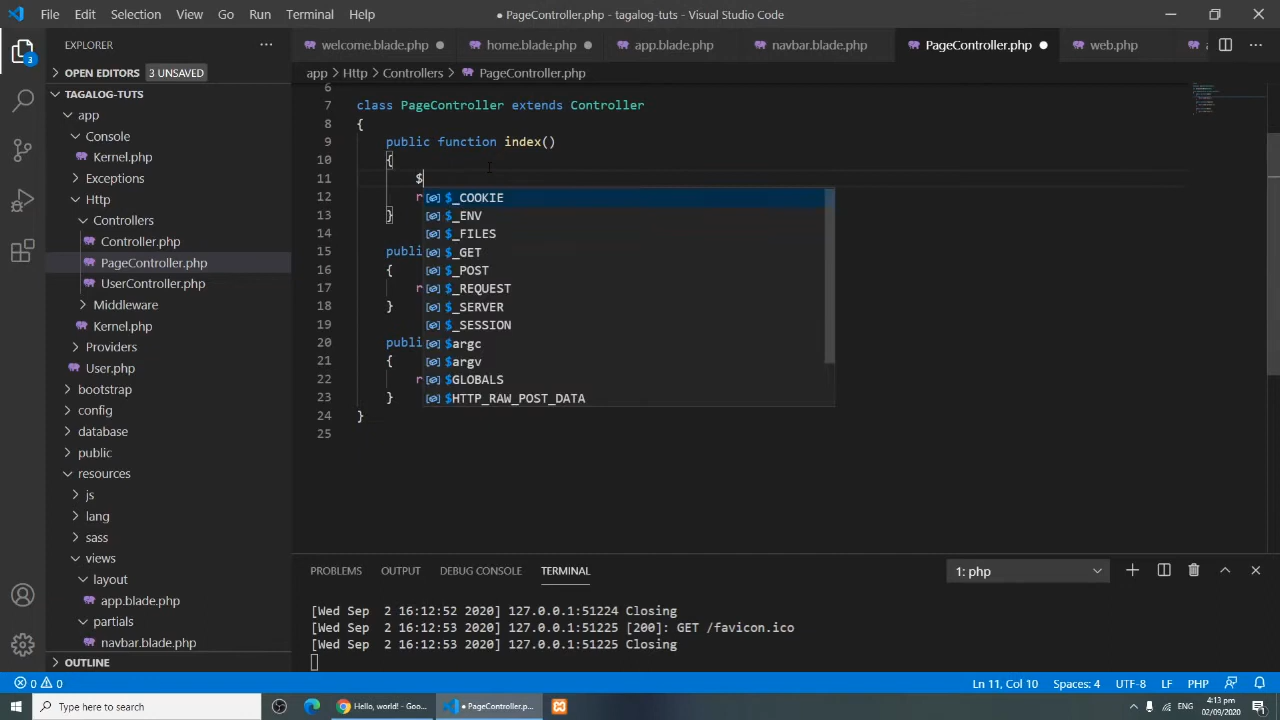 File Edit Selection View Go Run Terminal Help
● PageController.php - tagalog-tuts - Visual Studio Code
EXPLORER
welcome.blade.php ● home.blade.php ● app.blade.php navbar.blade.php PageController.php ● web.php
OPEN EDITORS 3 UNSAVED
app > Http > Controllers > PageController.php
3
TAGALOG-TUTS
app
Console
Kernel.php
Exceptions
Http
Controllers
Controller.php
PageController.php
UserController.php
Middleware
Kernel.php
Providers
User.php
bootstrap
config
database
public
resources
js
lang
sass
views
layout
app.blade.php
partials
navbar.blade.php
OUTLINE
6
7 class PageController extends Controller
8 {
9 public function index()
10 {
11 $
12 r
13 }
14
15 publi
16 {
17 r
18 }
19
20 publi
21 {
22 r
23 }
24 }
25
$_COOKIE
$_ENV
$_FILES
$_GET
$_POST
$_REQUEST
$_SERVER
$_SESSION
$argc
$argv
$GLOBALS
$HTTP_RAW_POST_DATA
PROBLEMS OUTPUT DEBUG CONSOLE TERMINAL
1: php
[Wed Sep 2 16:12:52 2020] 127.0.0.1:51224 Closing
[Wed Sep 2 16:12:53 2020] 127.0.0.1:51225 [200]: GET /favicon.ico
[Wed Sep 2 16:12:53 2020] 127.0.0.1:51225 Closing
0 0
Ln 11, Col 10 Spaces: 4 UTF-8 LF PHP
Type here to search
Hello, world! - Goo...
● PageController.p...
ENG
4:13 pm
02/09/2020